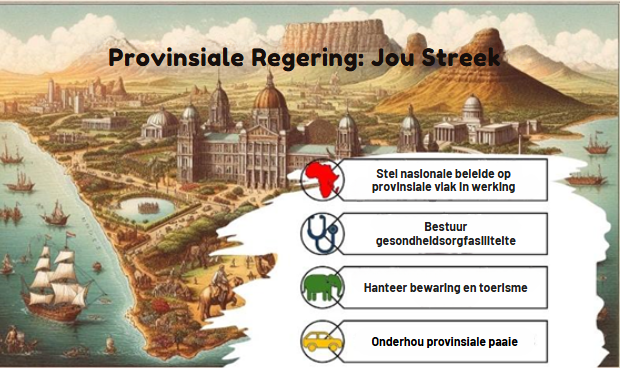 Provinsiale Regering: Jou Streek
Stel nasionale beleide op
provinsiale vlak in werking
Bestuur
gesondheidsorgfasiliteite
Hanteer bewaring en toerisme
Onderhou provinsiale paaie